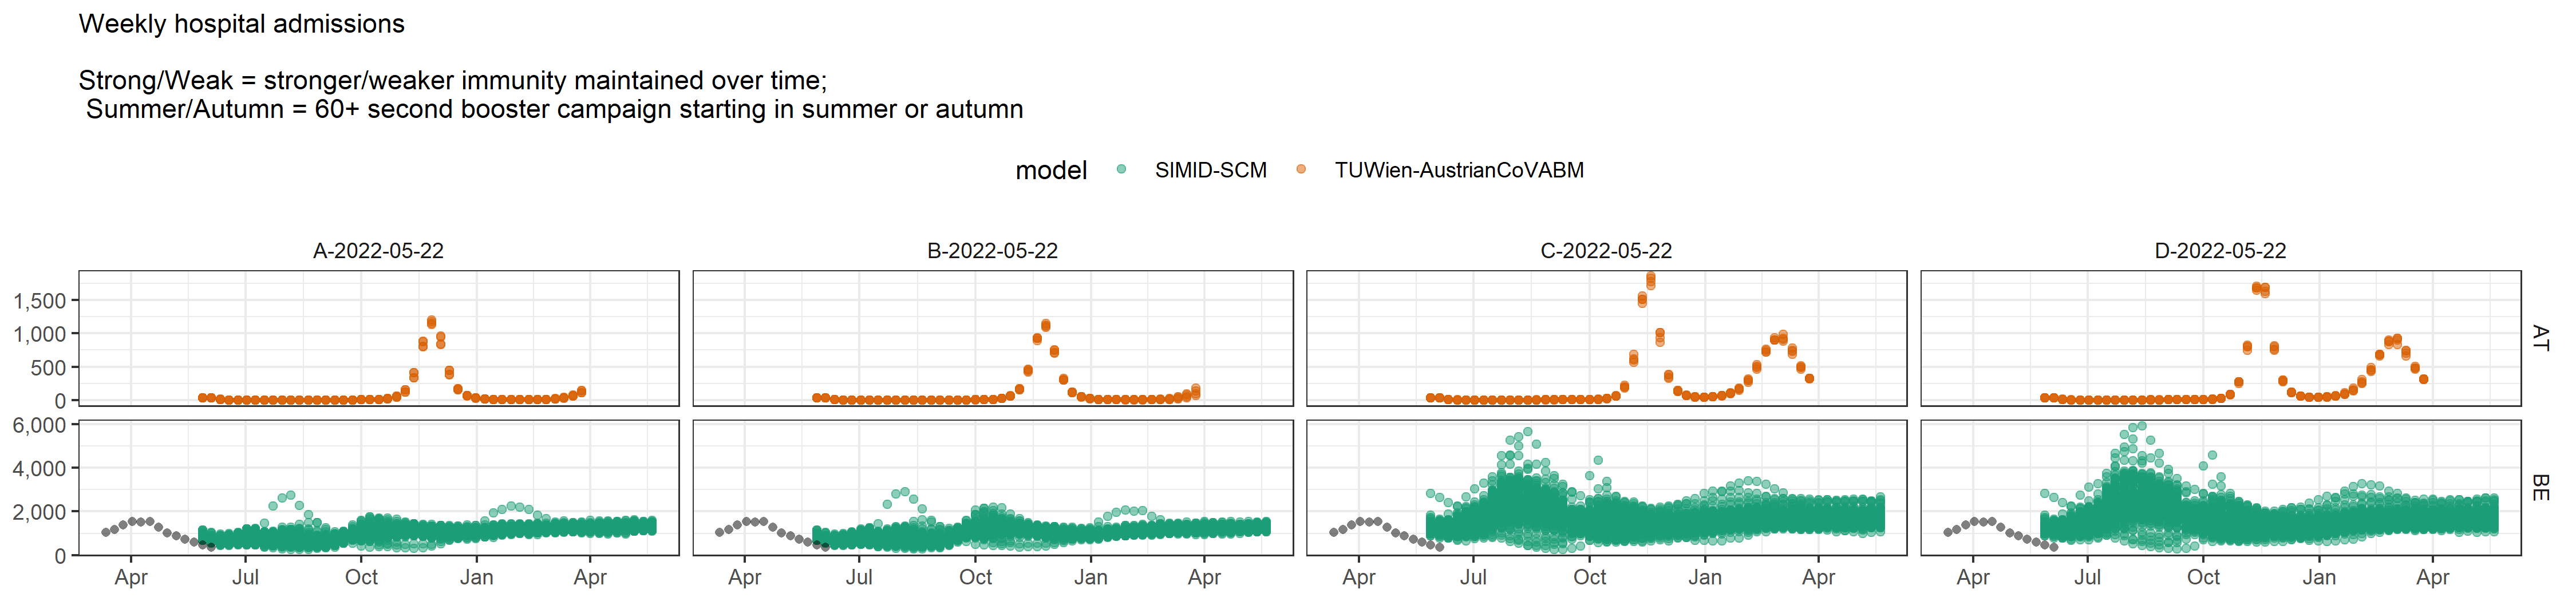 Weekly hospital admissions
Strong/Weak = stronger/weaker immunity maintained over time;
Summer/Autumn = 60+ second booster campaign starting in summer or autumn
model SIMID-SCM TUWien-AustrianCoVABM
A-2022-05-22 B-2022-05-22 C-2022-05-22 D-2022-05-22
1,500
1,000
500
0
AT
6,000
4,000
2,000
0
BE
Apr Jul Oct Jan Apr Apr Jul Oct Jan Apr Apr Jul Oct Jan Apr Apr Jul Oct Jan Apr